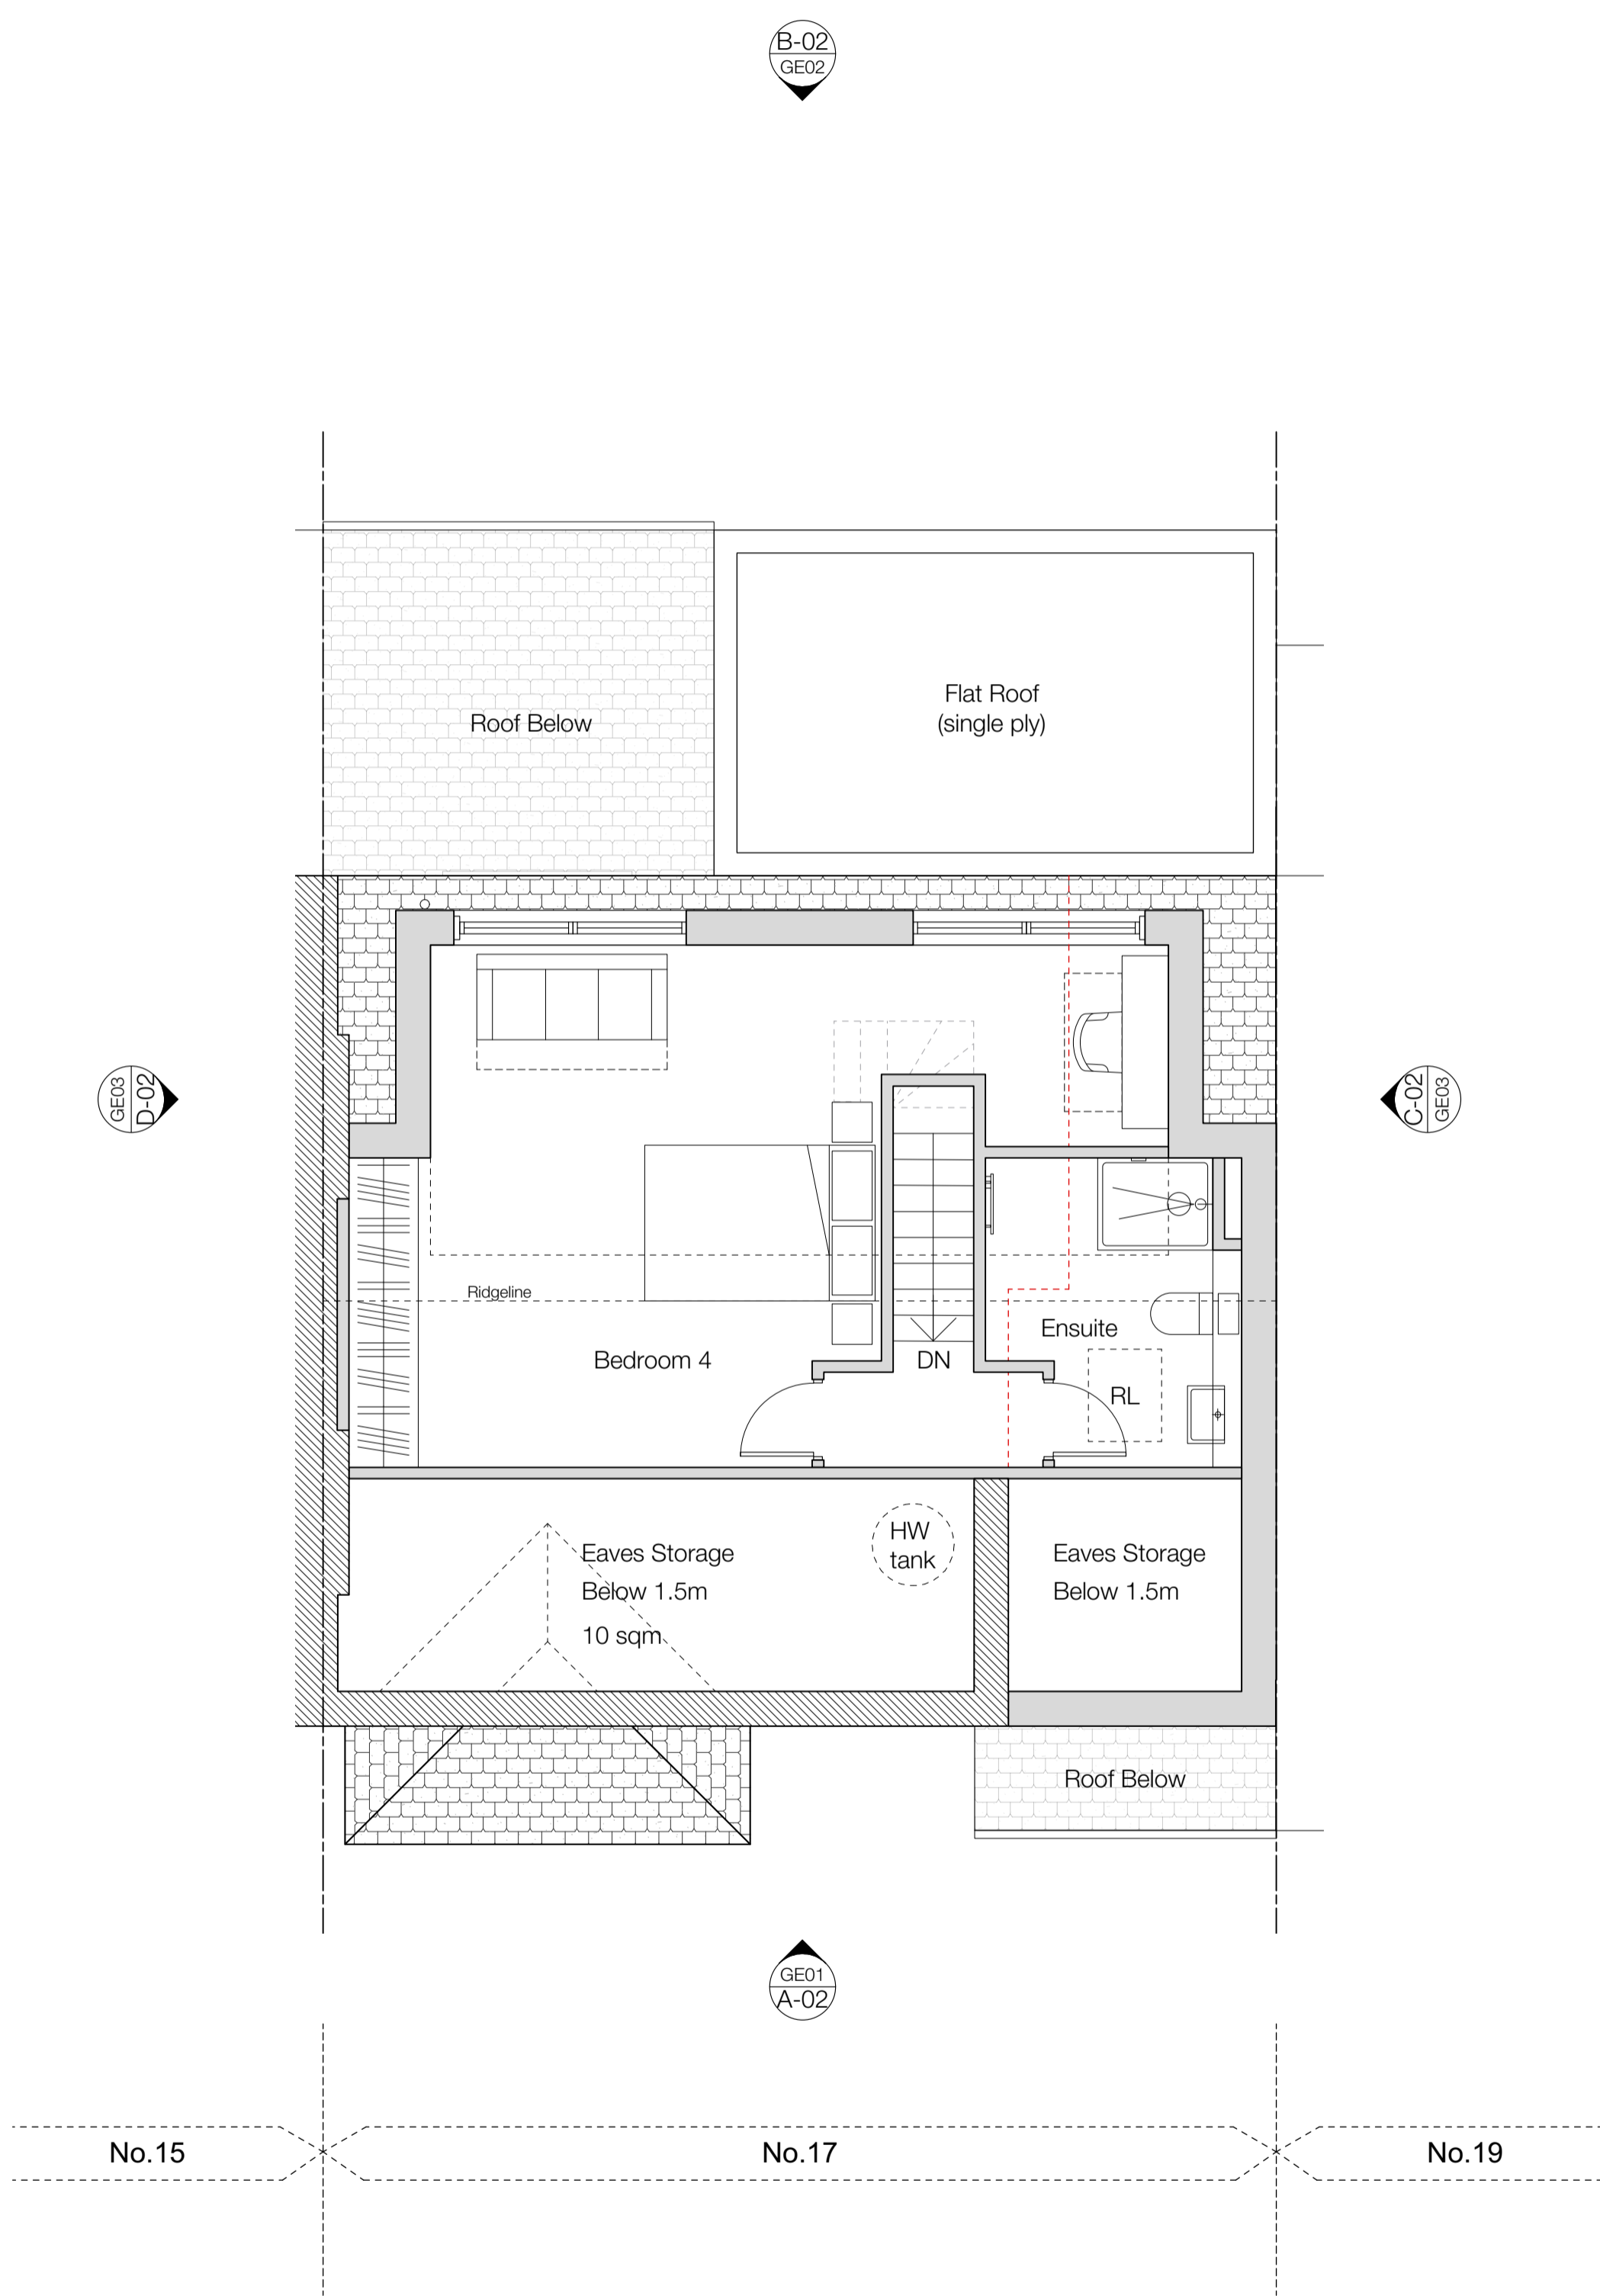 B-02
GE02
Roof Below
Flat Roof
(single ply)
GE03
D-02
C-02
GE03
Ridgeline
Bedroom 4
DN
Ensuite
RL
Eaves Storage
Below 1.5m
10 sqm
HW
tank
Eaves Storage
Below 1.5m
Roof Below
GE01
A-02
No.15
No.17
No.19